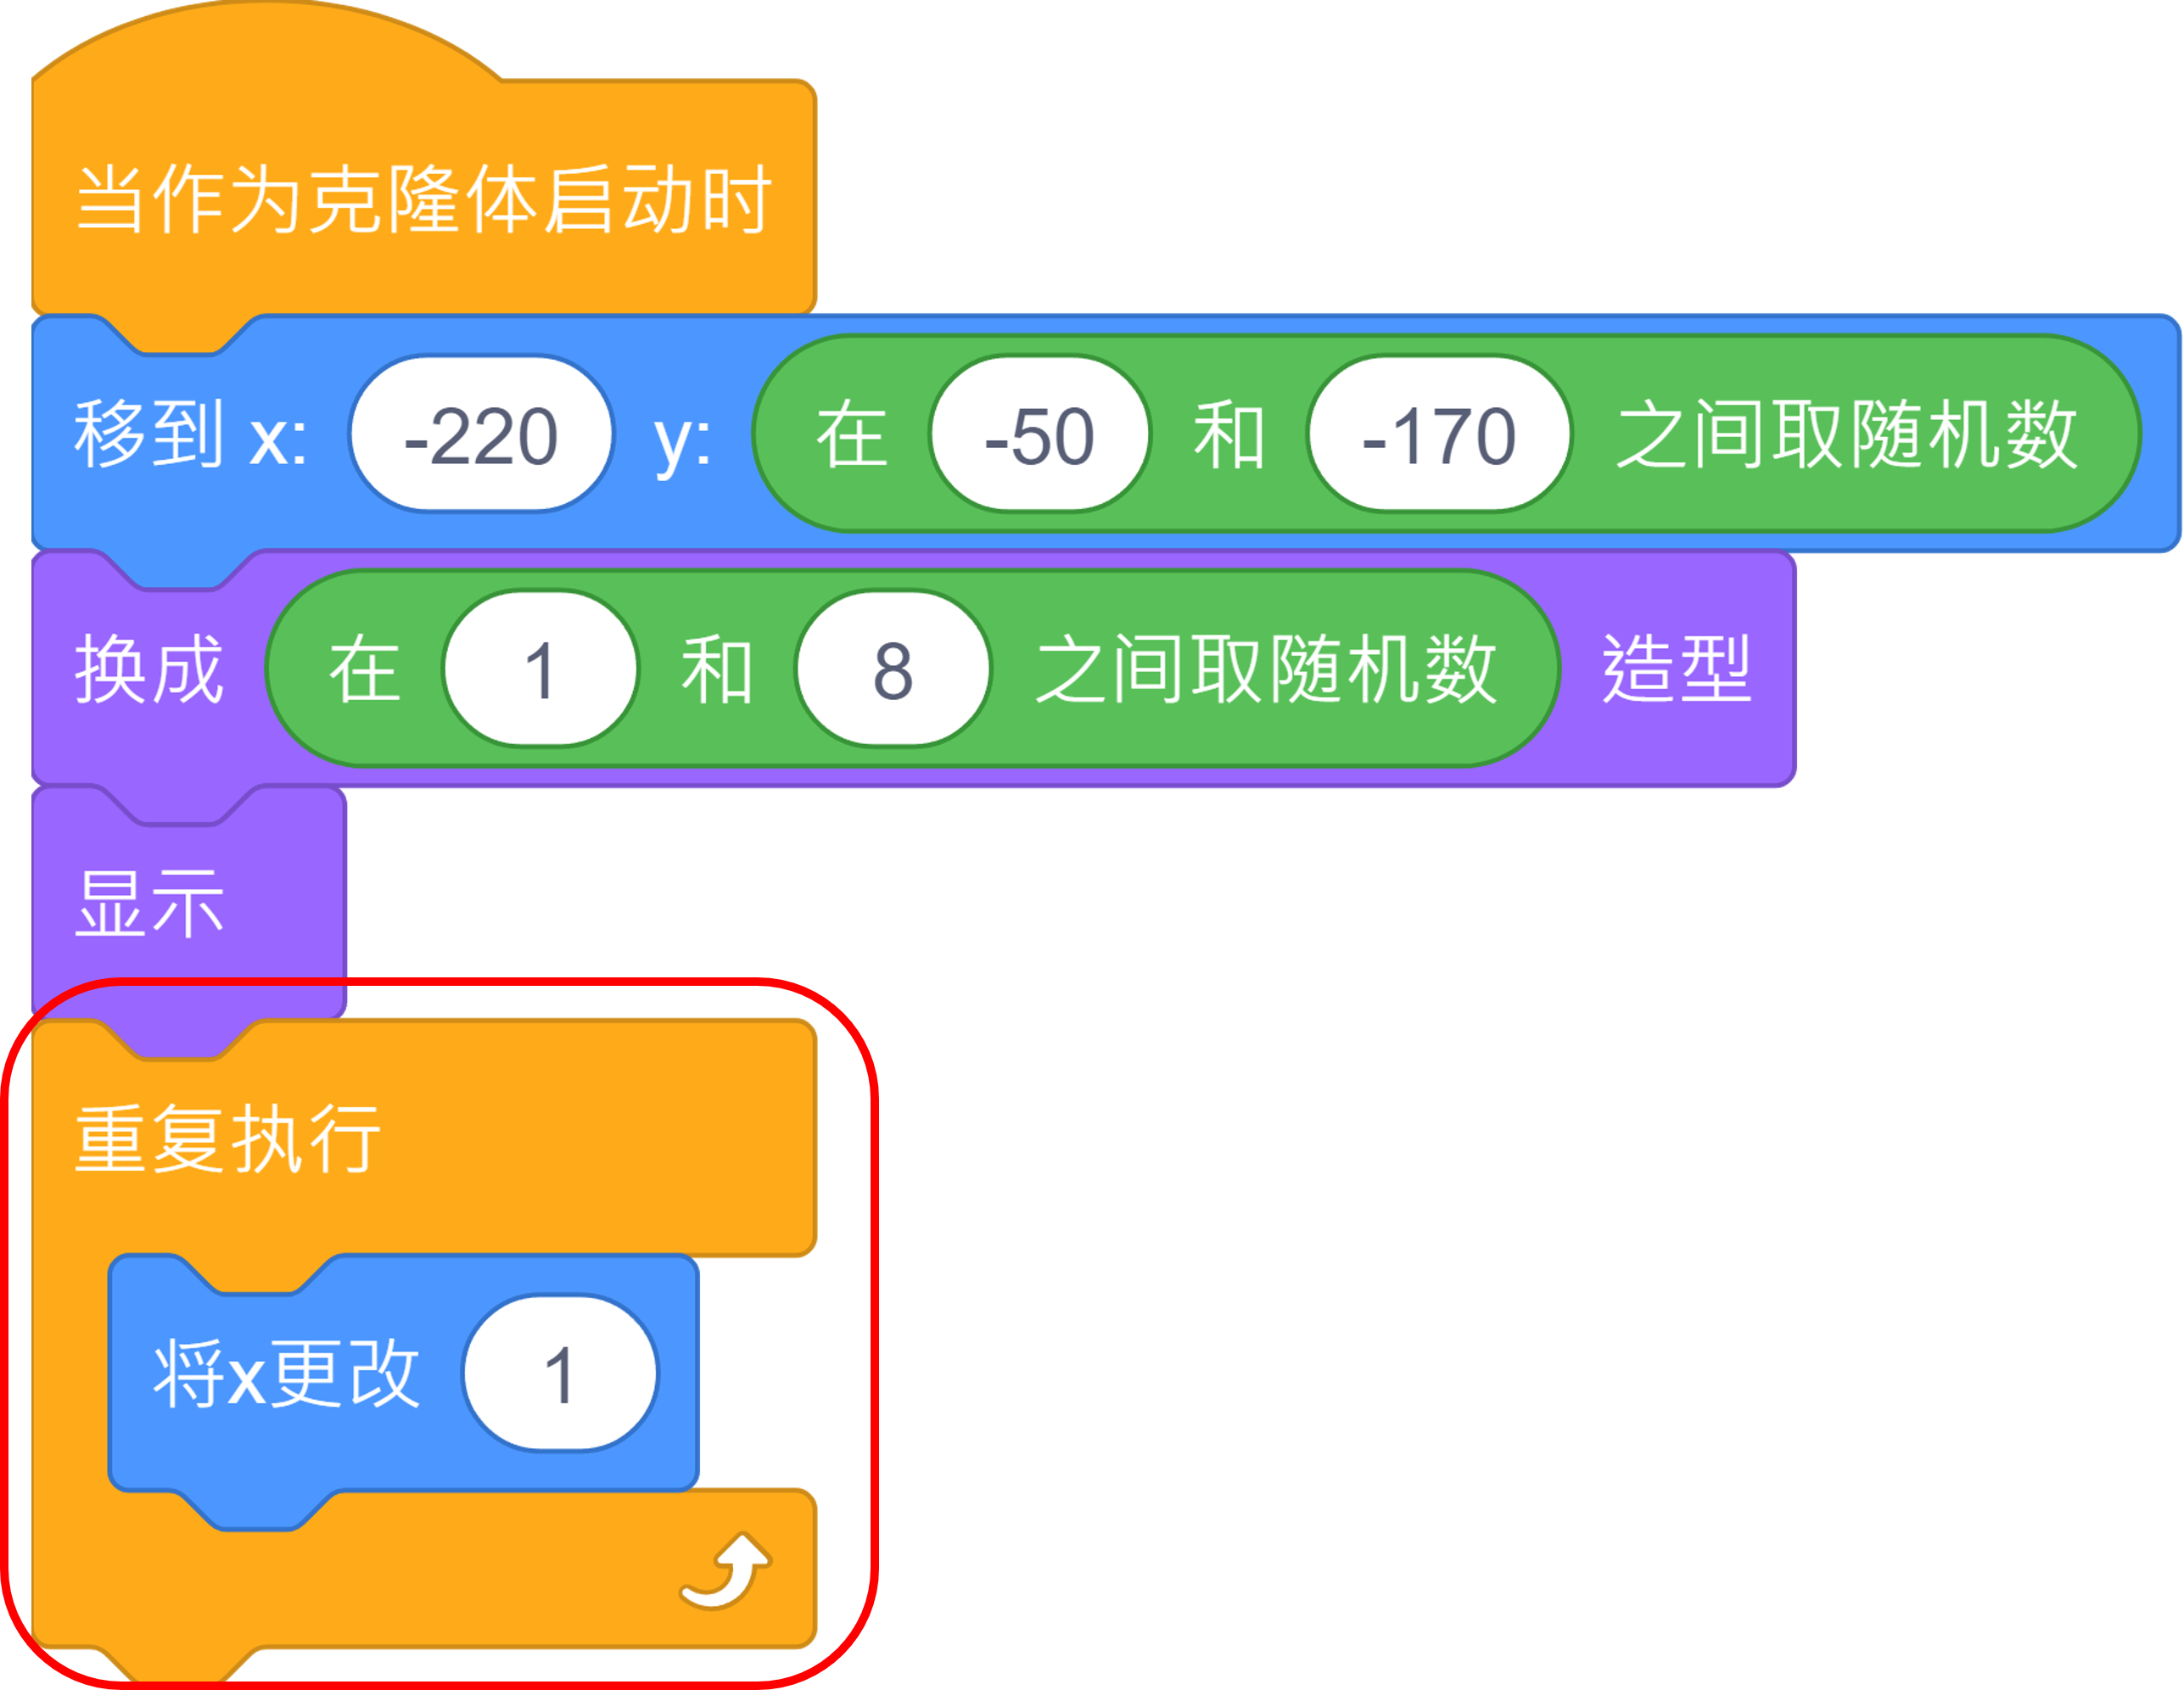 当作为克隆体启动时
移到 x: -220 y: 在 -50 和 -170 之间取随机数
换成 在 1 和 8 之间取随机数 造型
显示
重复执行
将x更改 1